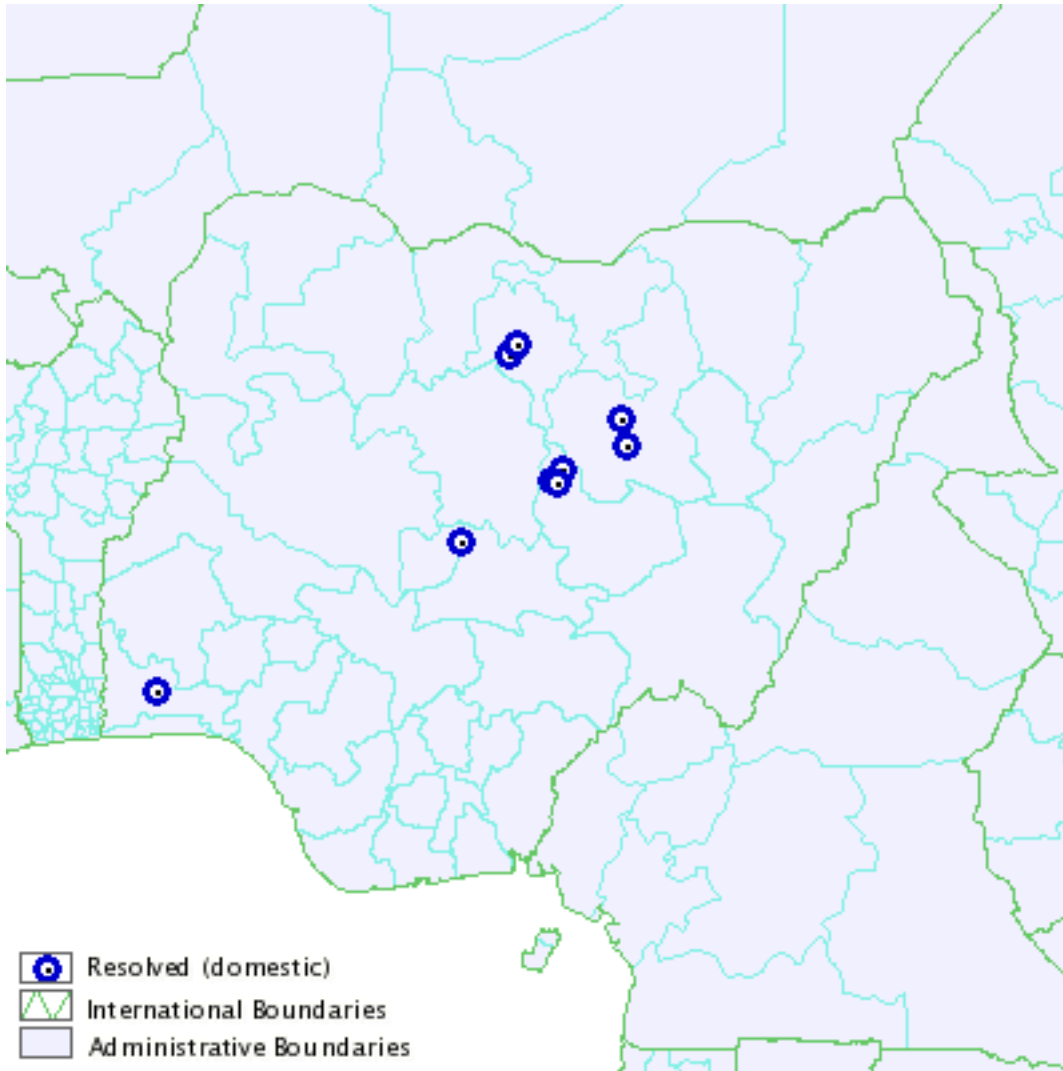 Resolved (domestic)
International Boundaries
Administrative Boundaries